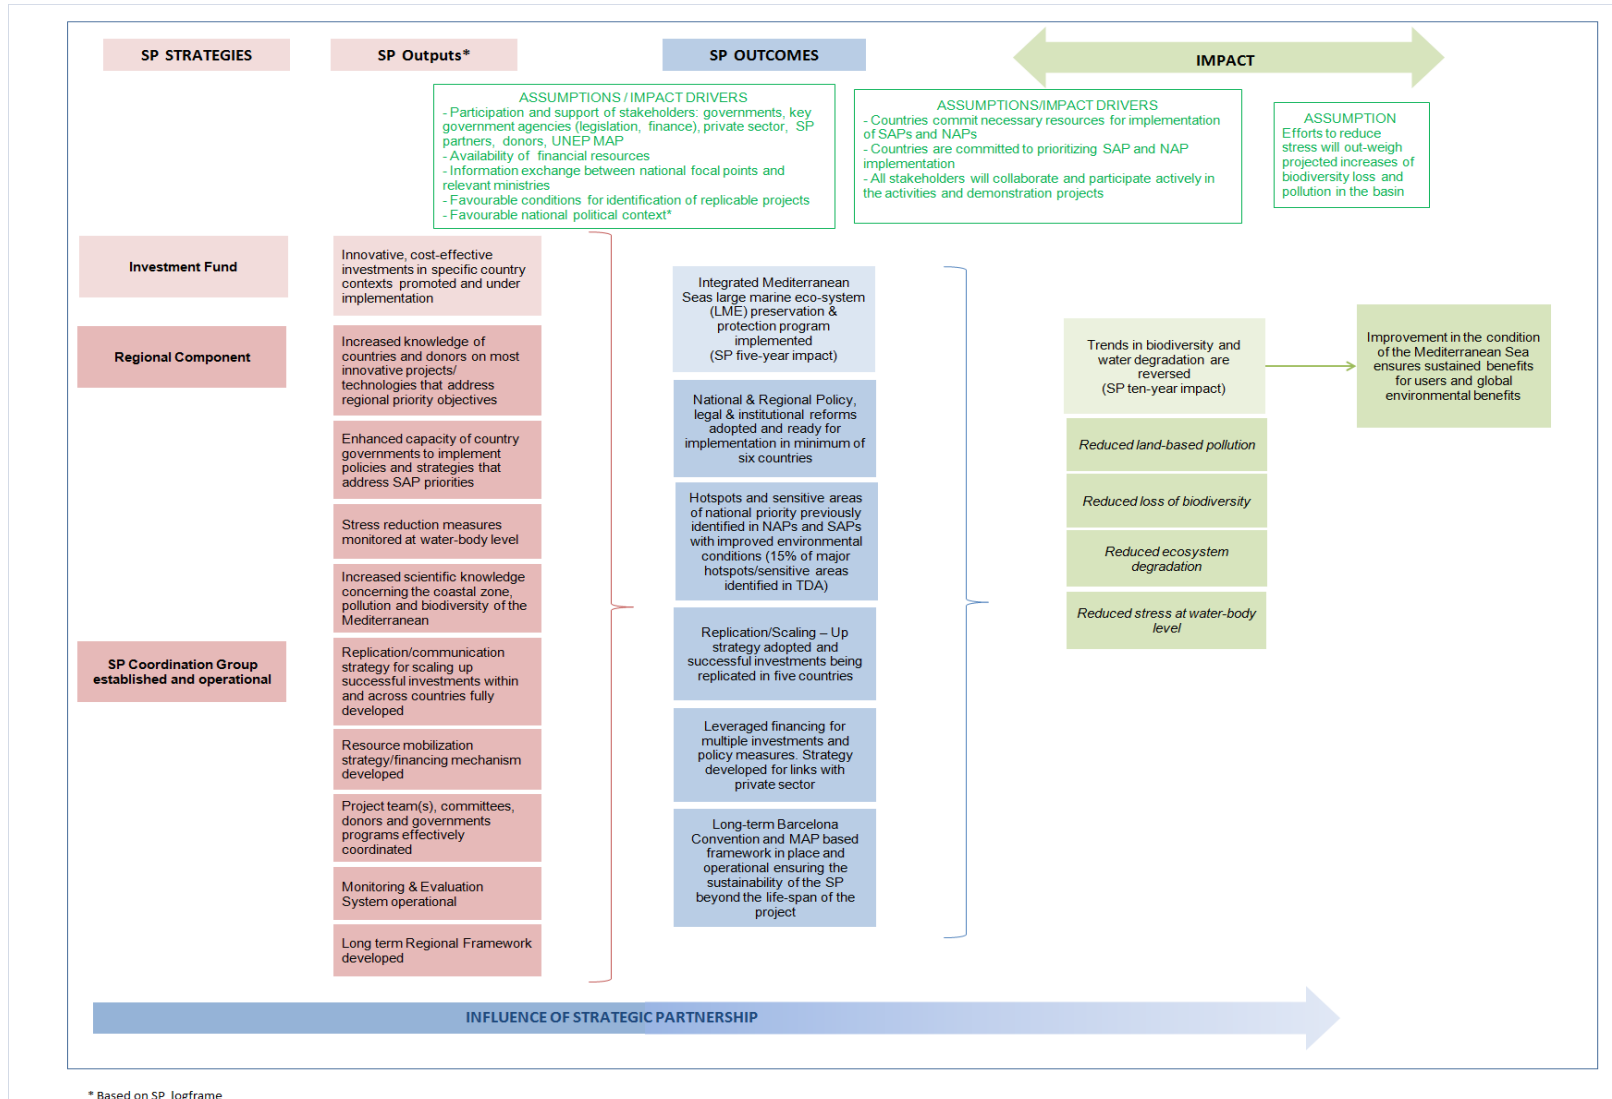 SP STRATEGIES
SP Outputs*
SP OUTCOMES
IMPACT
ASSUMPTIONS / IMPACT DRIVERS
- Participation and support of stakeholders: governments, key
government agencies (legislation, finance), private sector, SP
partners, donors, UNEP MAP
- Availability of financial resources
- Information exchange between national focal points and
relevant ministries
- Favourable conditions for identification of replicable projects
- Favourable national political context*
ASSUMPTIONS/IMPACT DRIVERS
- Countries commit necessary resources for implementation
of SAPs and NAPs
- Countries are committed to prioritizing SAP and NAP
implementation
- All stakeholders will collaborate and participate actively in
the activities and demonstration projects
ASSUMPTION
Efforts to reduce
stress will out-weigh
projected increases of
biodiversity loss and
pollution in the basin
Investment Fund
Regional Component
SP Coordination Group
established and operational
Innovative, cost-effective
investments in specific country
contexts promoted and under
implementation
Increased knowledge of
countries and donors on most
innovative projects/
technologies that address
regional priority objectives
Enhanced capacity of country
governments to implement
policies and strategies that
address SAP priorities
Stress reduction measures
monitored at water-body level
Increased scientific knowledge
concerning the coastal zone,
pollution and biodiversity of the
Mediterranean
Replication/communication
strategy for scaling up
successful investments within
and across countries fully
developed
Resource mobilization
strategy/financing mechanism
developed
Project team(s), committees,
donors and governments
programs effectively
coordinated
Monitoring & Evaluation
System operational
Long term Regional Framework
developed
Integrated Mediterranean
Seas large marine eco-system
(LME) preservation &
protection program
implemented
(SP five-year impact)
National & Regional Policy,
legal & institutional reforms
adopted and ready for
implementation in minimum of
six countries
Hotspots and sensitive areas
of national priority previously
identified in NAPs and SAPs
with improved environmental
conditions (15% of major
hotspots/sensitive areas
identified in TDA)
Replication/Scaling – Up
strategy adopted and
successful investments being
replicated in five countries
Leveraged financing for
multiple investments and
policy measures. Strategy
developed for links with
private sector
Long-term Barcelona
Convention and MAP based
framework in place and
operational ensuring the
sustainability of the SP
beyond the life-span of the
project
Trends in biodiversity and
water degradation are
reversed
(SP ten-year impact)
Reduced land-based pollution
Reduced loss of biodiversity
Reduced ecosystem
degradation
Reduced stress at water-body
level
Improvement in the condition
of the Mediterranean Sea
ensures sustained benefits
for users and global
environmental benefits
INFLUENCE OF STRATEGIC PARTNERSHIP
* Based on SP logframe